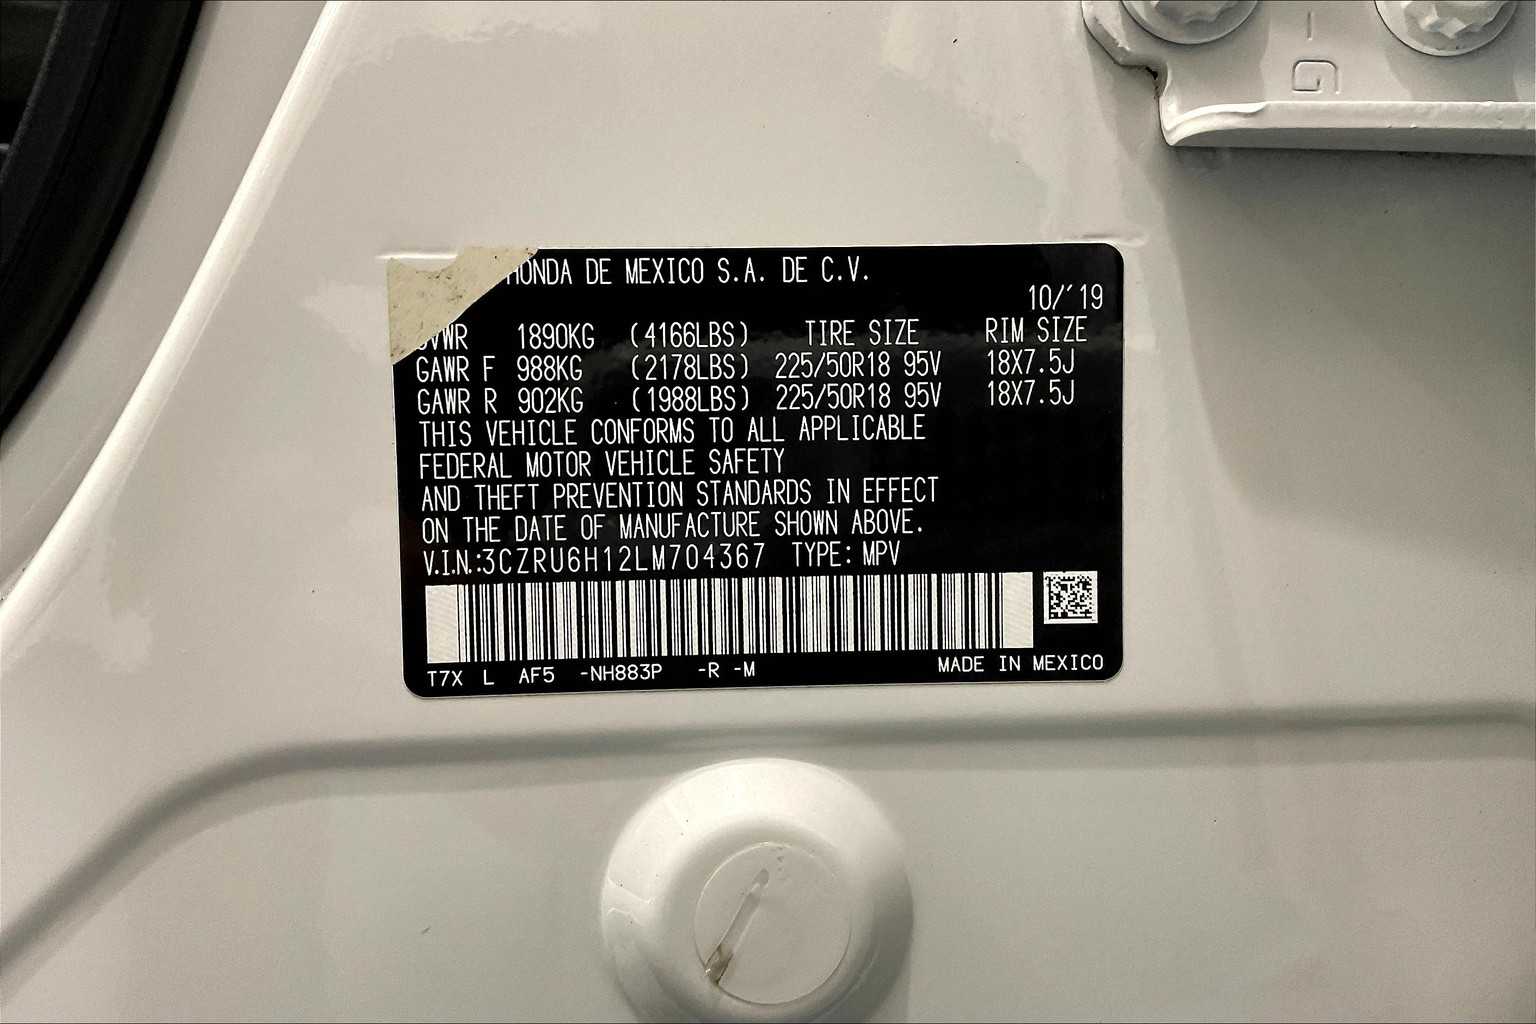 HONDA DE MEXICO S.A. DE C.V.
10/'19
GVWR 1890KG (4166LBS) TIRE SIZE RIM SIZE
GAWR F 988KG (2178LBS) 225/50R18 95V 18X7.5J
GAWR R 902KG (1988LBS) 225/50R18 95V 18X7.5J
THIS VEHICLE CONFORMS TO ALL APPLICABLE
FEDERAL MOTOR VEHICLE SAFETY
AND THEFT PREVENTION STANDARDS IN EFFECT
ON THE DATE OF MANUFACTURE SHOWN ABOVE.
V.I.N.:3CZRU6H12LM704367 TYPE: MPV
T7X L AF5 -NH883P -R -M MADE IN MEXICO